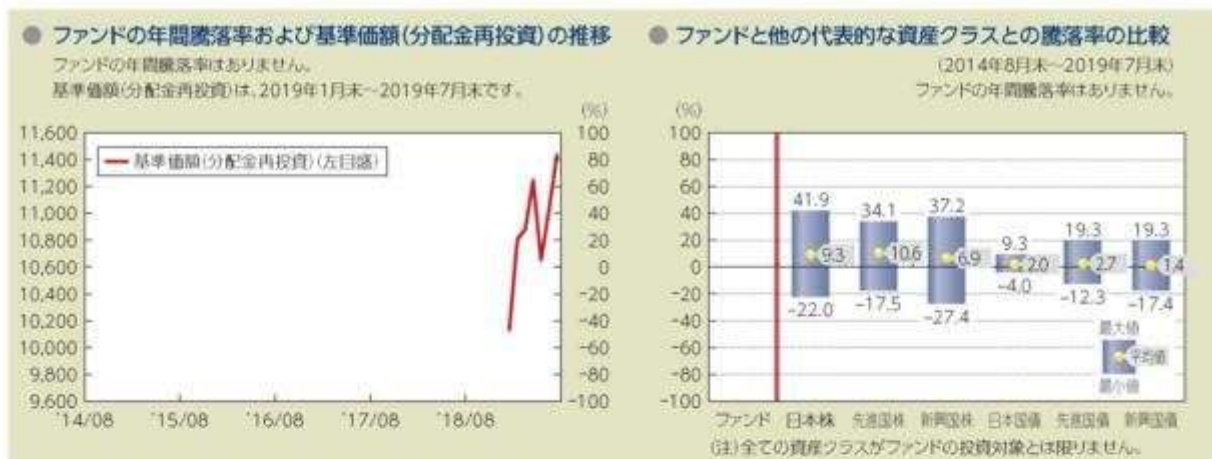 ● ファンドの年間騰落率および基準価額(分配金再投資)の推移
ファンドの年間騰落率はありません。
基準価額(分配金再投資)は、2019年1月末~2019年7月末です。
(%)
11,600
11,400
11,200
11,000
10,800
10,600
10,400
10,200
10,000
9,800
9,600
基準価額(分配金再投資)(左目盛)
100
80
60
40
20
0
-20
-40
-60
-80
-100
'14/08 '15/08 '16/08 '17/08 '18/08
● ファンドと他の代表的な資産クラスとの騰落率の比較
(2014年8月末~2019年7月末)
ファンドの年間騰落率はありません。
(%)
100
80
60
40
20
0
-20
-40
-60
-80
-100
41.9 34.1 37.2 9.3 19.3 19.3
9.3 10.6 6.9 2.0 2.7 1.4
-22.0 -17.5 -27.4 -4.0 -12.3 -17.4
最大値
平均値
最小値
ファンド 日本株 先進国株 新興国株 日本国債 先進国債 新興国債
(注)全ての資産クラスがファンドの投資対象とは限りません。